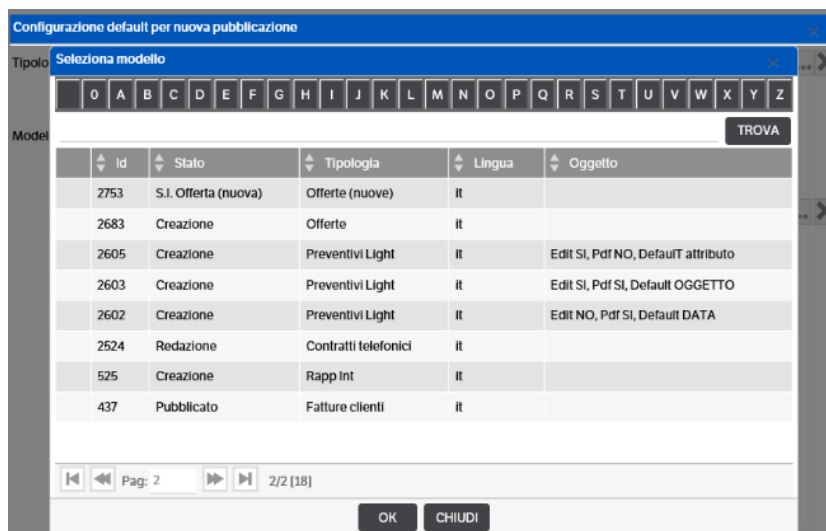 Configurazione default per nuova pubblicazione
Tipolo
Seleziona modello
0 A B C D E F G H I J K L M N O P Q R S T U V W X Y Z
Model
TROVA
Id Stato Tipologia Lingua Oggetto
2753 S.I. Offerta (nuova) Offerte (nuove) it
2683 Creazione Offerte it
2605 Creazione Preventivi Light it Edit SI, Pdf NO, DefaulT attributo
2603 Creazione Preventivi Light it Edit SI, Pdf SI, Default OGGETTO
2602 Creazione Preventivi Light it Edit NO, Pdf SI, Default DATA
2524 Redazione Contratti telefonici it
525 Creazione Rapp Int it
437 Pubblicato Fatture clienti it
Pag: 2 2/2 [18]
OK CHIUDI